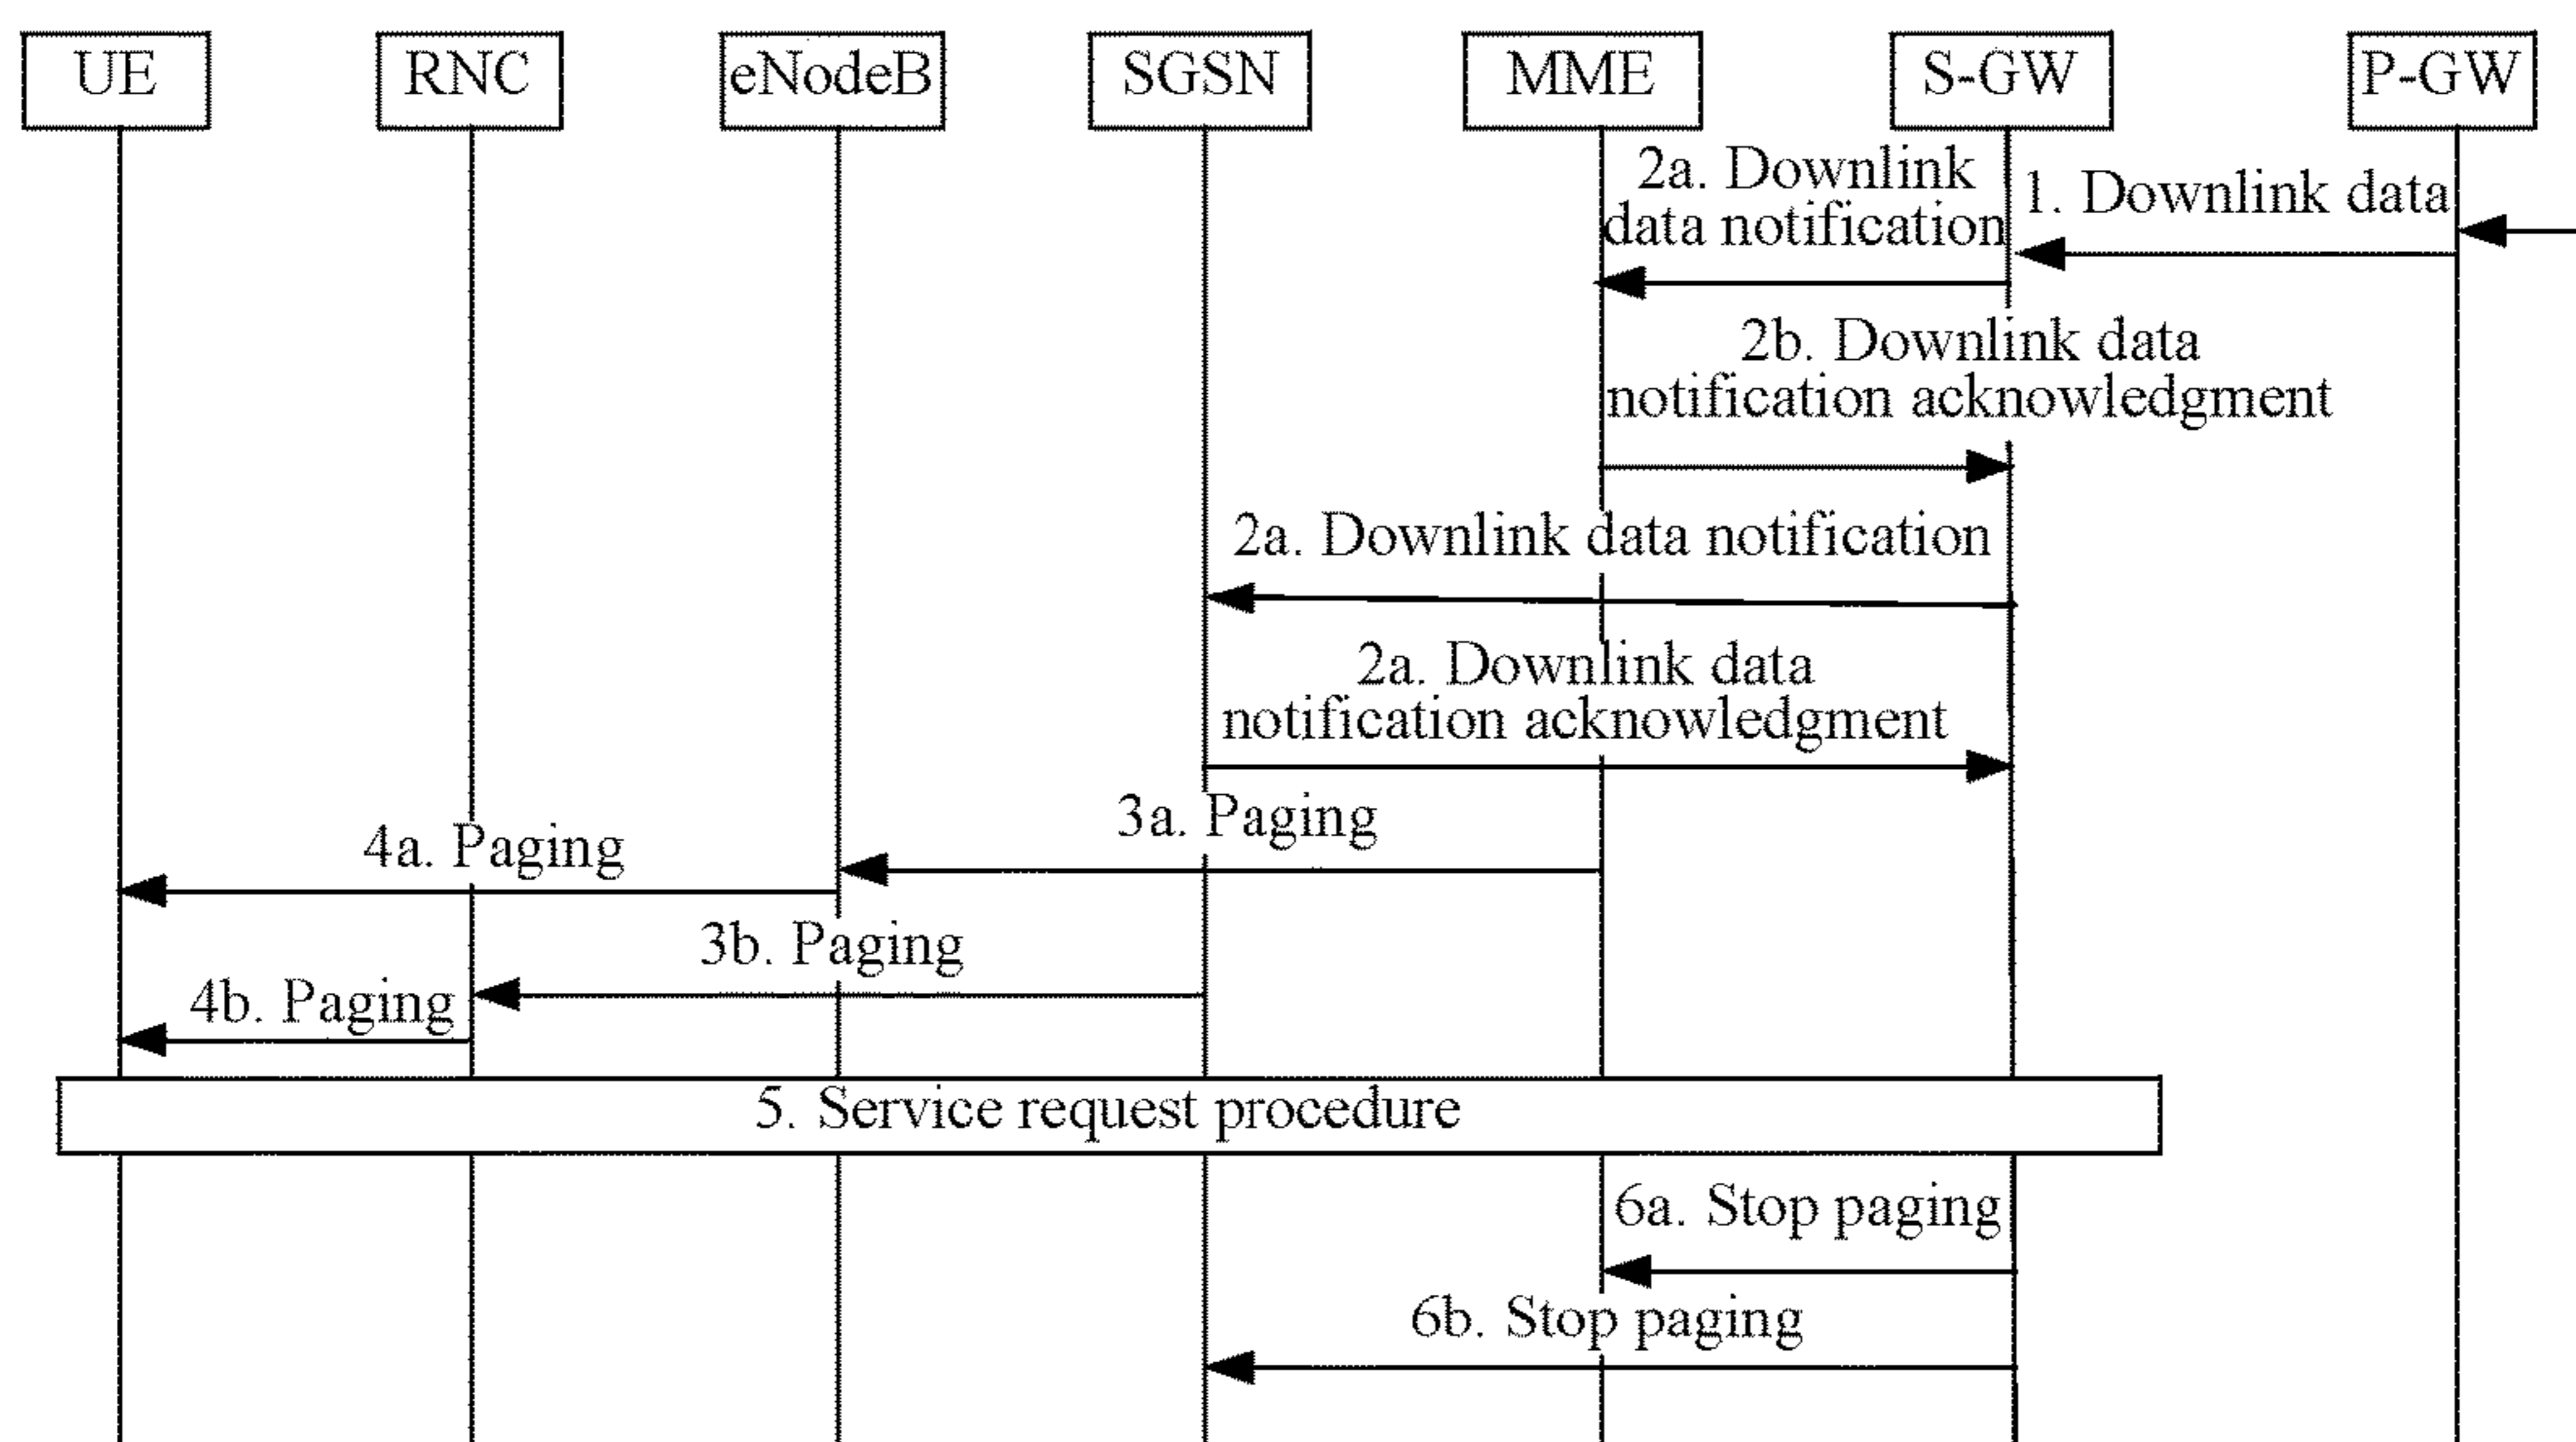 UE
RNC
eNodeB
SGSN
MME
S-GW
P-GW
2a. Downlink
data notification
1. Downlink data
2b. Downlink data
notification acknowledgment
2a. Downlink data notification
2a. Downlink data
notification acknowledgment
3a. Paging
4a. Paging
3b. Paging
4b. Paging
5. Service request procedure
6a. Stop paging
6b. Stop paging